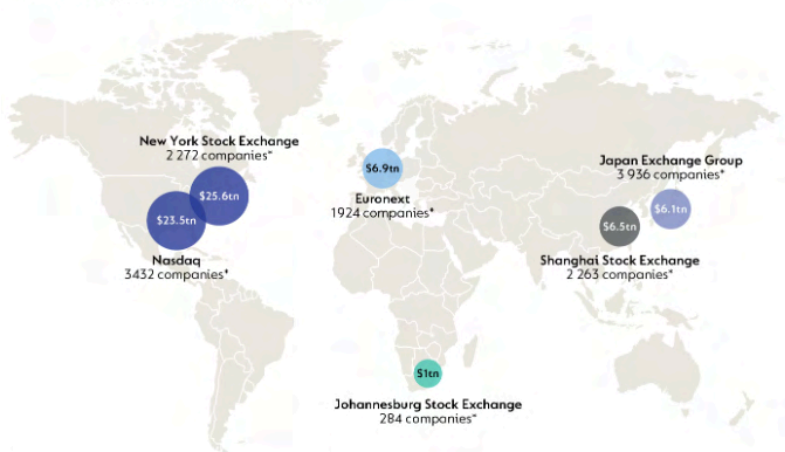 New York Stock Exchange
2 272 companies*
$25.6tn
$23.5tn
Nasdaq
3432 companies*
$6.9tn
Euronext
1924 companies*
Japan Exchange Group
3 936 companies*
$6.1tn
$6.5tn
Shanghai Stock Exchange
2 263 companies*
$1tn
Johannesburg Stock Exchange
284 companies*